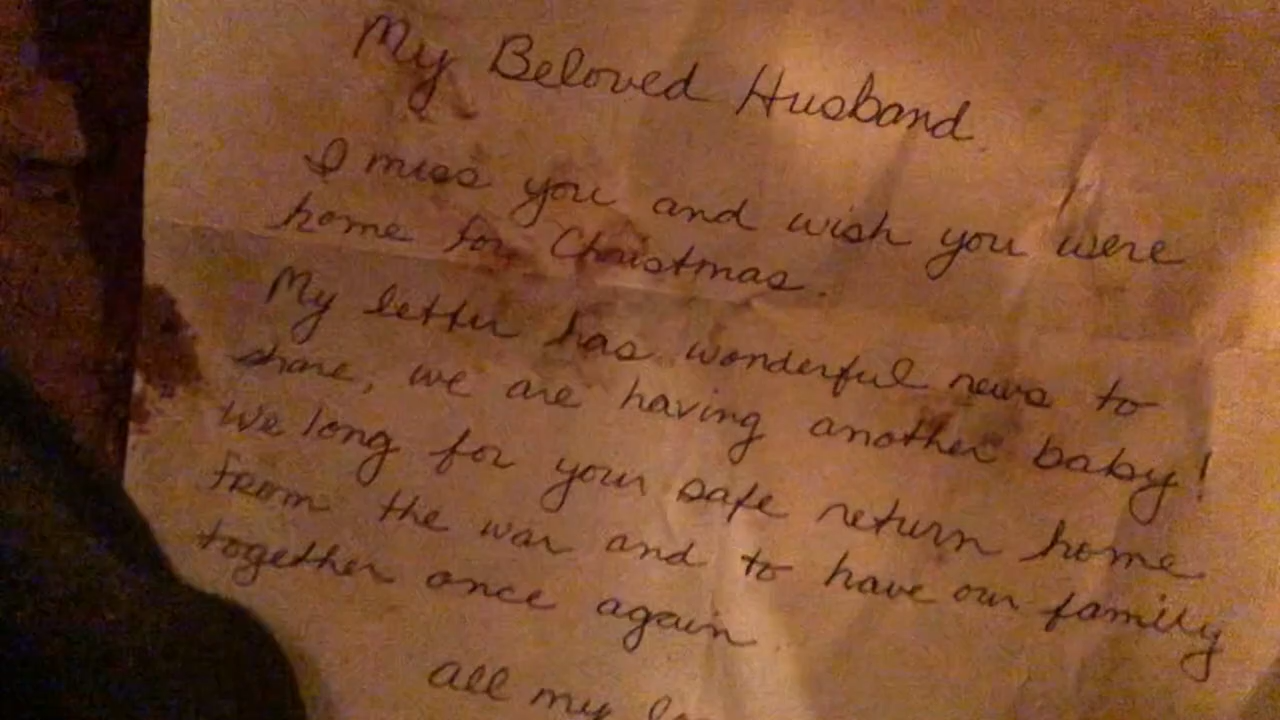 My Beloved Husband
I miss you and wish you were
home for Christmas.
My letter has wonderful news to
share, we are having another baby!
We long for your safe return home
from the war and to have our family
together once again
All my